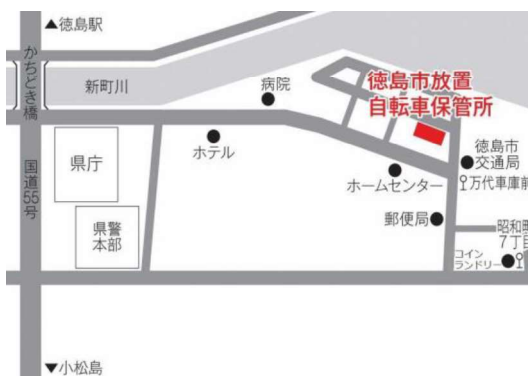 ▲徳島駅
かちどき橋
新町川
病院
徳島市放置
自転車保管所
ホテル
県庁
国道55号
徳島市
交通局
万代車庫前
ホームセンター
郵便局
県警
本部
昭和町
7丁目
コイン
ランドリー
▼小松島